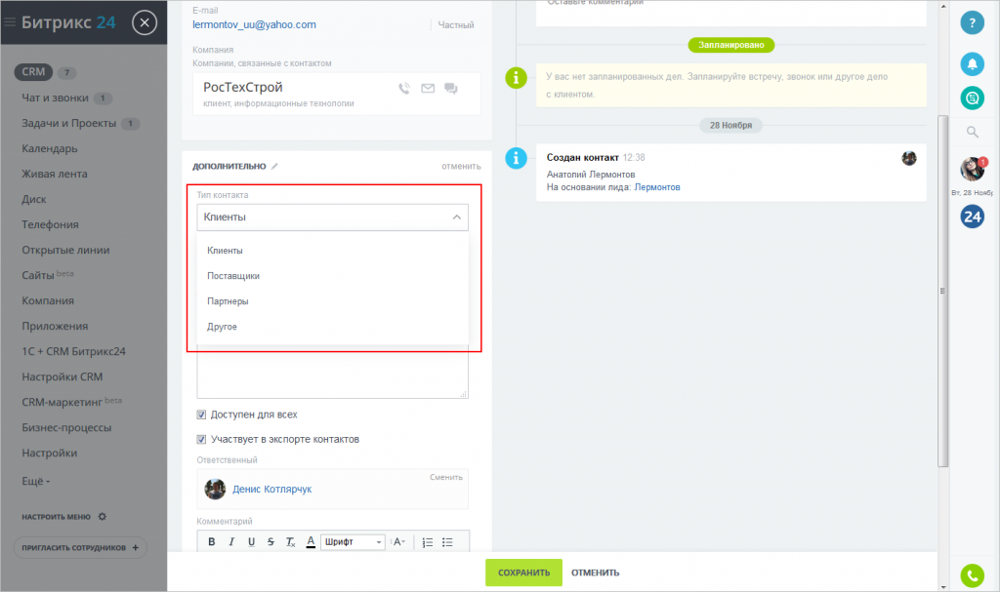 Битрикс 24
CRM 7
Чат и звонки 1
Задачи и Проекты 1
Календарь
Живая лента
Диск
Телефония
Открытые линии
Сайты beta
Компания
Приложения
1С + CRM Битрикс24
Настройки CRM
CRM-маркетинг beta
Бизнес-процессы
Настройки
Ещё
НАСТРОИТЬ МЕНЮ
ПРИГЛАСИТЬ СОТРУДНИКОВ +
E-mail
lermontov_uu@yahoo.com Частный
Компания
Компании, связанные с контактом
РосТехСтрой
клиент, информационные технологии
ДОПОЛНИТЕЛЬНО отменить
Тип контакта
Клиенты
Клиенты
Поставщики
Партнеры
Другое
Доступен для всех
Участвует в экспорте контактов
Ответственный
Сменить
Денис Котлярчук
Комментарий
B I U S Tx A Шрифт A
Оставьте комментарий
Запланировано
У вас нет запланированных дел. Запланируйте встречу, звонок или другое дело
с клиентом.
28 Ноября
Создан контакт 12:38
Анатолий Лермонтов
На основании лида: Лермонтов
СОХРАНИТЬ ОТМЕНИТЬ
?
1
Вт, 28 Ноябр
24